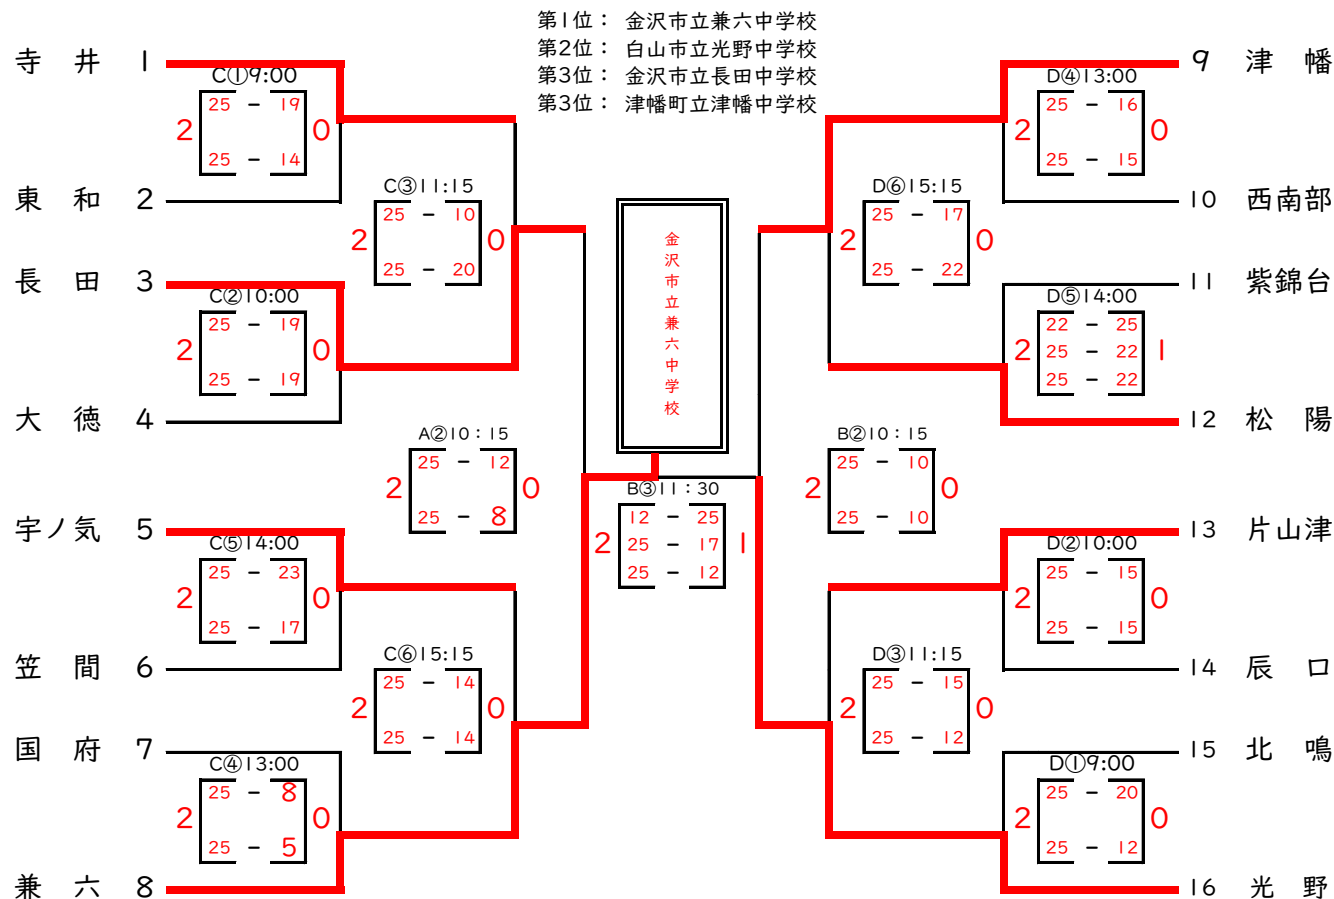 第1位： 金沢市立兼六中学校
第2位： 白山市立光野中学校
第3位： 金沢市立長田中学校
第3位： 津幡町立津幡中学校
寺 井 1
C①9:00
25 - 19
2 0
25 - 14
東 和 2
C③11:15
25 - 10
2 0
25 - 20
長 田 3
C②10:00
25 - 19
2 0
25 - 19
大 徳 4
A②10：15
25 - 12
2 0
25 - 8
宇ノ気 5
C⑤14:00
25 - 23
2 0
25 - 17
笠 間 6
C⑥15:15
25 - 14
2 0
25 - 14
国 府 7
C④13:00
25 - 8
2 0
25 - 5
兼 六 8
金沢市立兼六中学校
B③11：30
12 - 25
2 25 - 17 1
25 - 12
9 津 幡
D④13:00
25 - 16
2 0
25 - 15
10 西南部
D⑥15:15
25 - 17
2 0
25 - 22
11 紫錦台
D⑤14:00
22 - 25
2 25 - 22 1
25 - 22
12 松 陽
B②10：15
25 - 10
2 0
25 - 10
13 片山津
D②10:00
25 - 15
2 0
25 - 15
14 辰 口
D③11:15
25 - 15
2 0
25 - 12
15 北 鳴
D①9:00
25 - 20
2 0
25 - 12
16 光 野